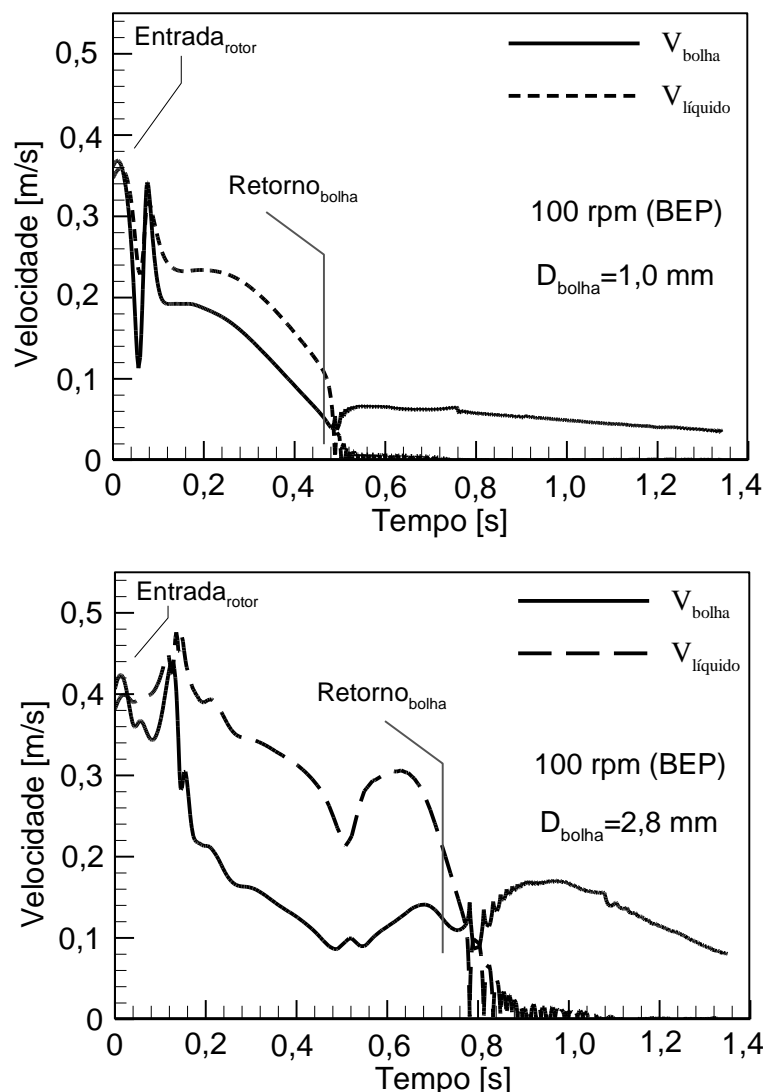 Entrada_rotor
V_bolha
V_líquido
Retorno_bolha
100 rpm (BEP)
D_bolha=1,0 mm
Velocidade [m/s]
0,5
0,4
0,3
0,2
0,1
0
0 0,2 0,4 0,6 0,8 1,0 1,2 1,4
Tempo [s]
Entrada_rotor
V_bolha
V_líquido
Retorno_bolha
100 rpm (BEP)
D_bolha=2,8 mm
Velocidade [m/s]
0,5
0,4
0,3
0,2
0,1
0
0 0,2 0,4 0,6 0,8 1,0 1,2 1,4
Tempo [s]